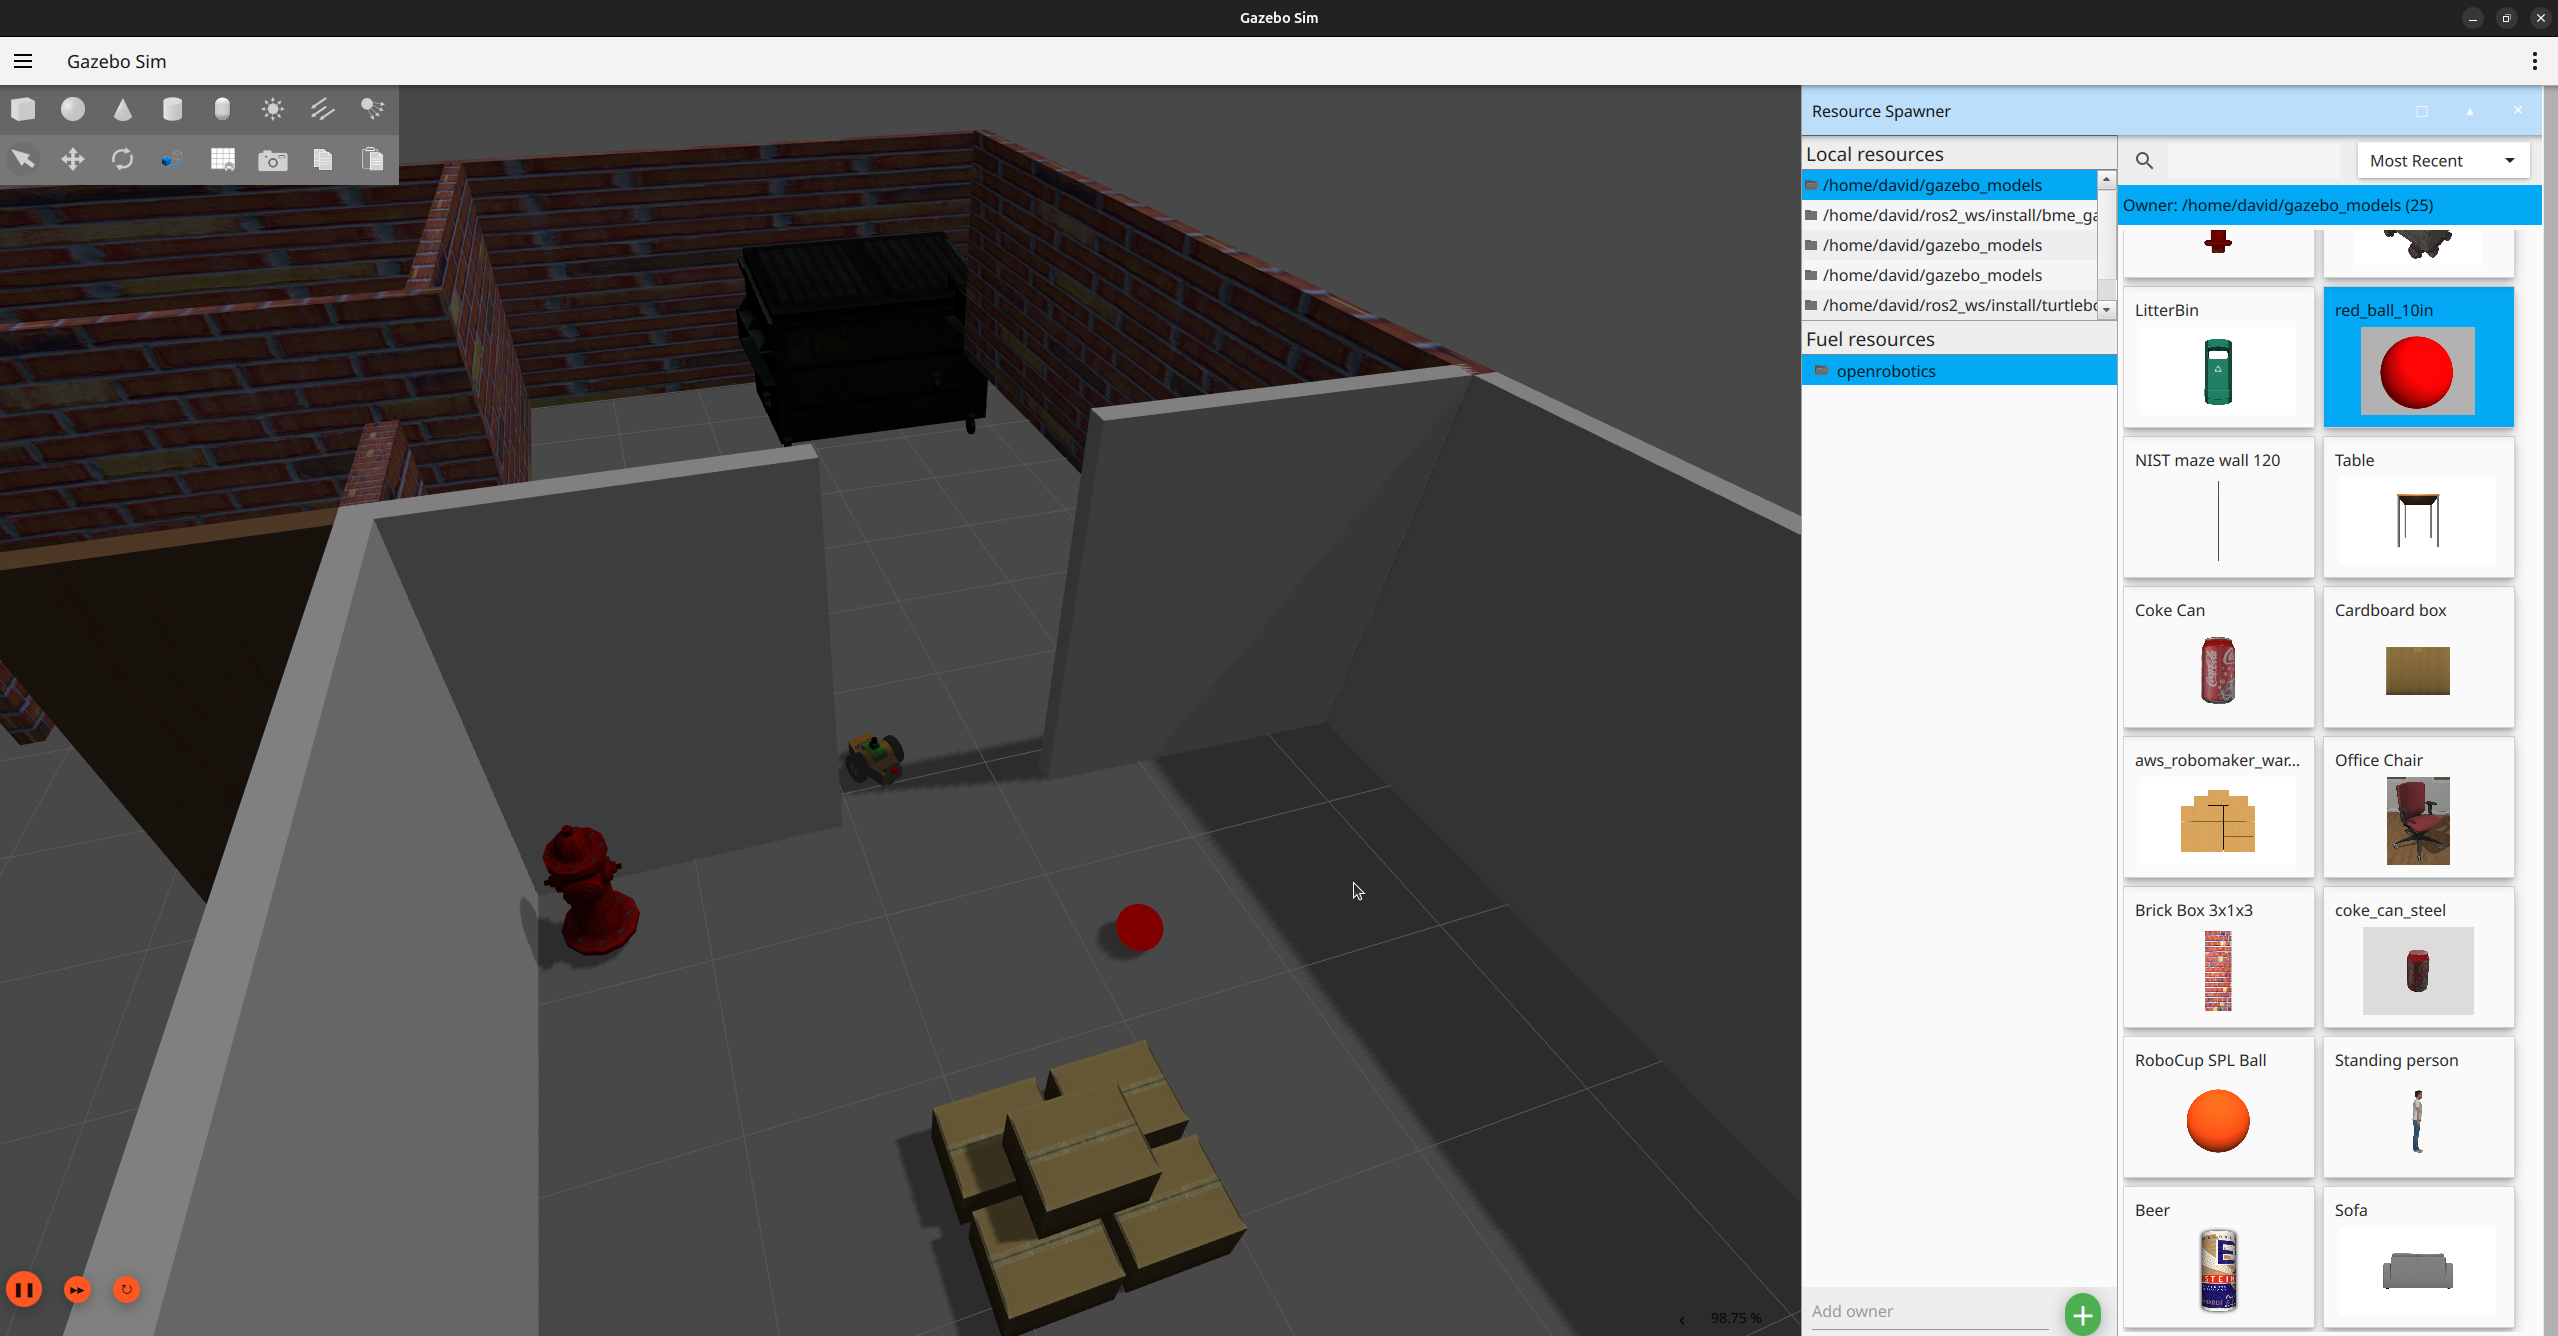 Gazebo Sim
Gazebo Sim
Resource Spawner
Local resources
/home/david/gazebo_models
/home/david/ros2_ws/install/bme_ga
/home/david/gazebo_models
/home/david/gazebo_models
/home/david/ros2_ws/install/turtlebo
Fuel resources
openrobotics
Add owner
Most Recent
Owner: /home/david/gazebo_models (25)
LitterBin
red_ball_10in
NIST maze wall 120
Table
Coke Can
Cardboard box
aws_robomaker_war...
Office Chair
Brick Box 3x1x3
coke_can_steel
RoboCup SPL Ball
Standing person
Beer
Sofa
98.75 %